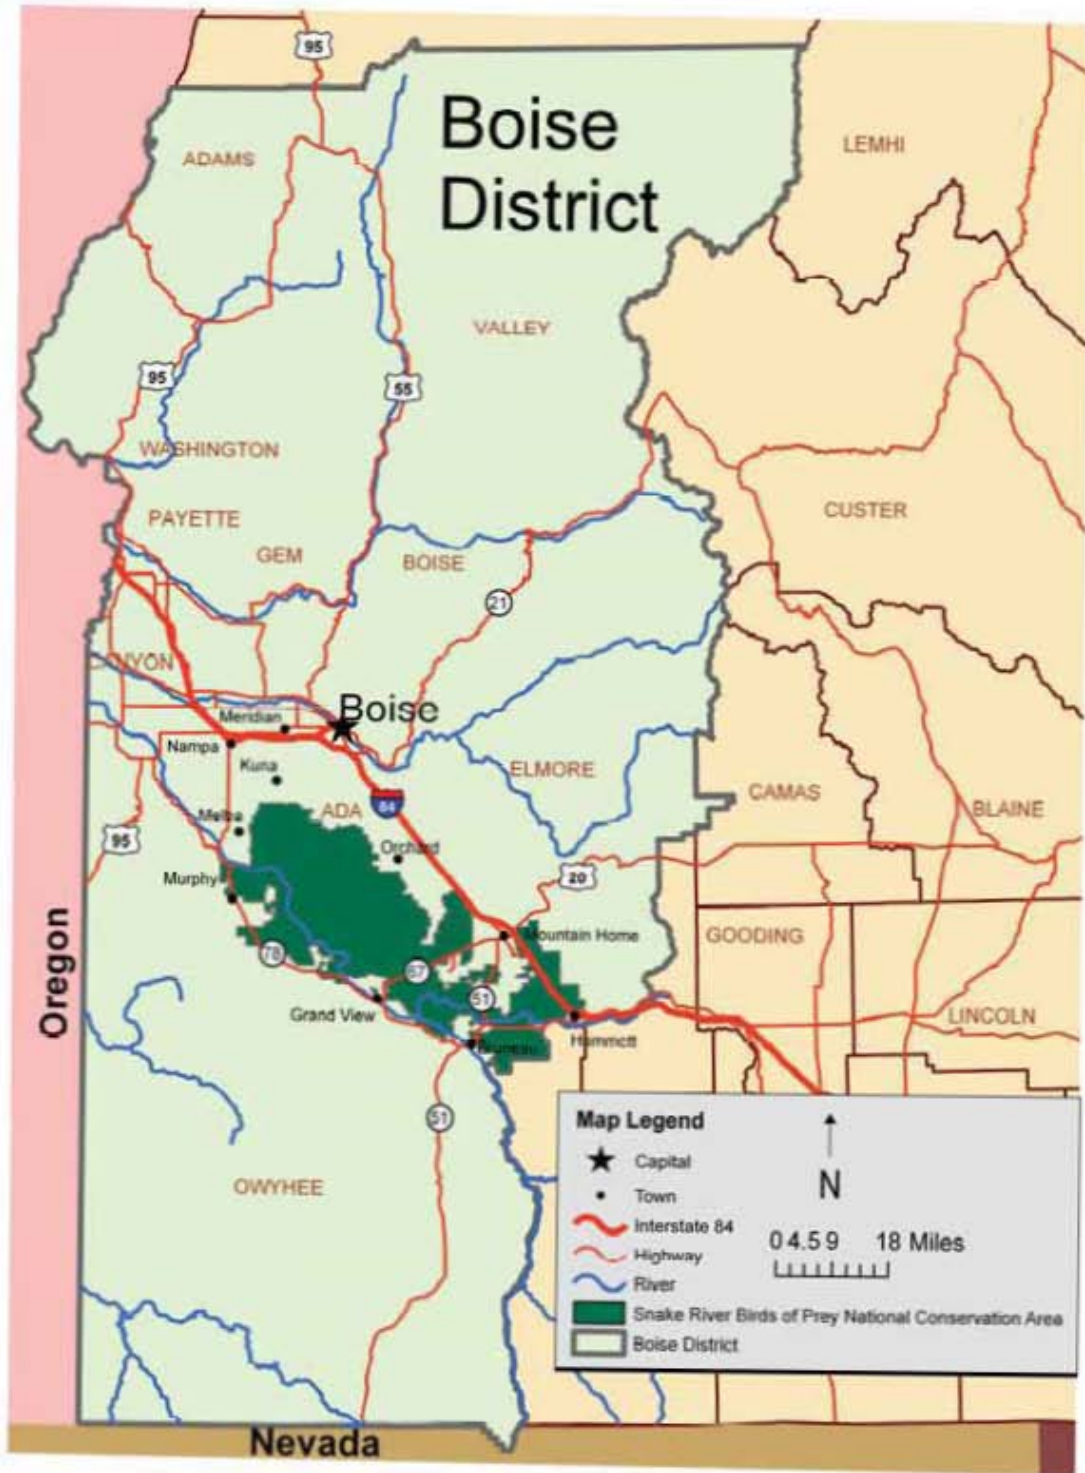 95
Boise
District
ADAMS
LEMHI
VALLEY
95
55
WASHINGTON
PAYETTE
CUSTER
GEM
BOISE
21
CANYON
Boise
Meridian
Nampa
Kuna
ELMORE
84
ADA
CAMAS
BLAINE
Melba
95
Orchard
20
Murphy
GOODING
Mountain Home
78
67
51
Oregon
Grand View
LINCOLN
Bruneau
Hammett
51
OWYHEE
Map Legend
Capital
Town
Interstate 84
Highway
River
Snake River Birds of Prey National Conservation Area
Boise District
N
0 4.5 9 18 Miles
Nevada